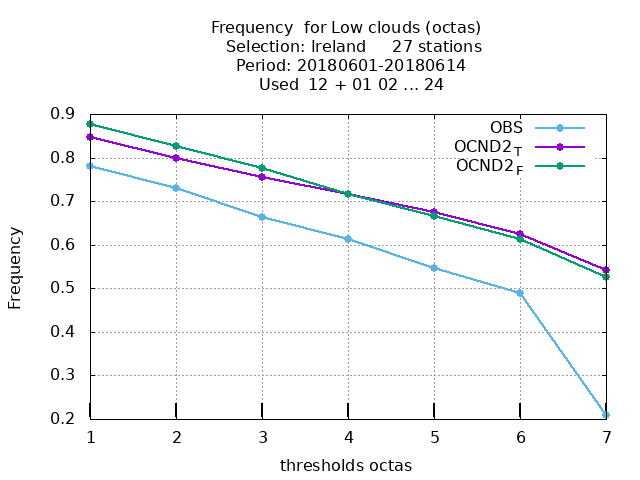 Frequency  for Low clouds (octas)
Selection: Ireland     27 stations
Period: 20180601-20180614
Used  12 + 01 02 ... 24
OBS
OCND2T
OCND2F
0.9
0.8
0.7
0.6
0.5
0.4
0.3
0.2
Frequency
1 2 3 4 5 6 7
thresholds octas